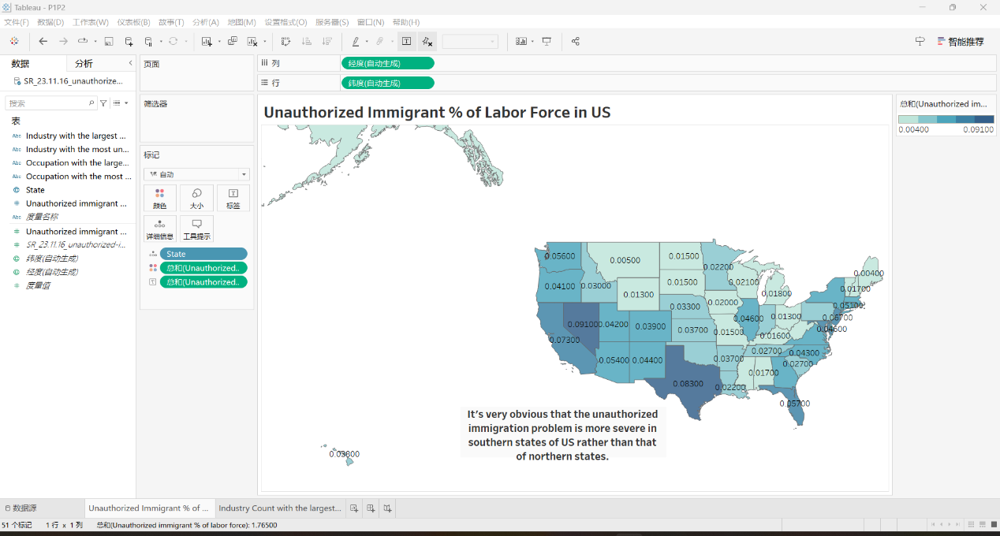 Tableau - P1P2
文件(F) 数据(D) 工作表(W) 仪表板(B) 故事(T) 分析(A) 地图(M) 设置格式(O) 服务器(S) 窗口(N) 帮助(H)
智能推荐
数据 分析
SR_23.11.16_unauthorize...
搜索
表
Abc Industry with the largest ...
Abc Industry with the most un...
Abc Occupation with the large...
Abc Occupation with the most ...
State
# Unauthorized immigrant ...
Abc 度量名称
# Unauthorized immigrant ...
# SR_23.11.16_unauthorized-i...
纬度(自动生成)
经度(自动生成)
# 度量值
页面
筛选器
标记
自动
颜色 大小 标签
详细信息 工具提示
State
总和(Unauthorized..
总和(Unauthorized..
列 经度(自动生成)
行 纬度(自动生成)
Unauthorized Immigrant % of Labor Force in US
0.05600 0.00500 0.01500 0.02200 0.00400
0.04100 0.03000 0.01300 0.01500 0.02100 0.01800 0.01700
0.03300 0.02000 0.01300 0.05100
0.09100 0.04200 0.03900 0.03700 0.01500 0.04600 0.01600 0.06700
0.07300 0.04600
0.05400 0.04400 0.03700 0.02700 0.04300
0.08300 0.02200 0.01700 0.02700
0.05700
0.03800
It's very obvious that the unauthorized
immigration problem is more severe in
southern states of US rather than that
of northern states.
总和(Unauthorized im...
0.00400 0.09100
数据源 Unauthorized Immigrant % of ... Industry Count with the largest...
51 个标记 1 行 x 1 列 总和(Unauthorized immigrant % of labor force): 1.76500